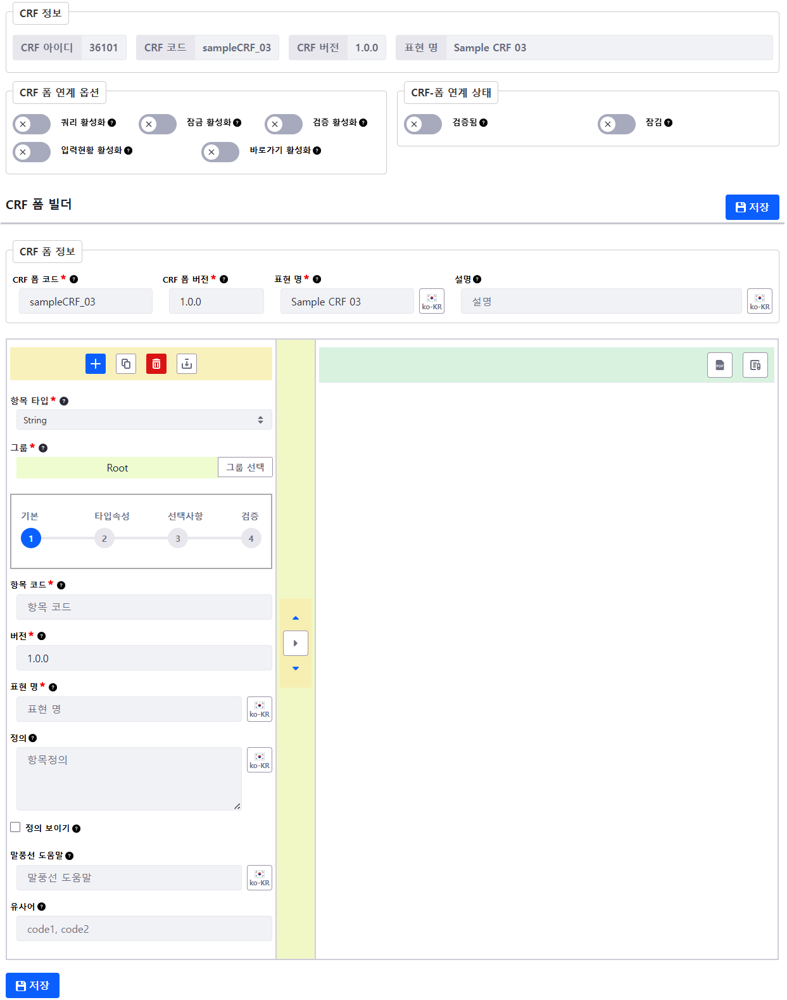 CRF 정보
CRF 아이디 36101 CRF 코드 sampleCRF_03 CRF 버전 1.0.0 표현 명 Sample CRF 03
CRF 폼 연계 옵션
쿼리 활성화 잠금 활성화 검증 활성화
입력현황 활성화 바로가기 활성화
CRF-폼 연계 상태
검증됨 잠김
CRF 폼 빌더
저장
CRF 폼 정보
CRF 폼 코드* CRF 폼 버전* 표현 명* 설명
sampleCRF_03 1.0.0 Sample CRF 03 ko-KR 설명 ko-KR
PDF
항목 타입*
String
그룹*
Root 그룹 선택
기본 타입속성 선택사항 검증
1 2 3 4
항목 코드*
항목 코드
버전*
1.0.0
표현 명*
표현 명 ko-KR
정의
항목정의 ko-KR
정의 보이기
말풍선 도움말
말풍선 도움말 ko-KR
유사어
code1, code2
저장